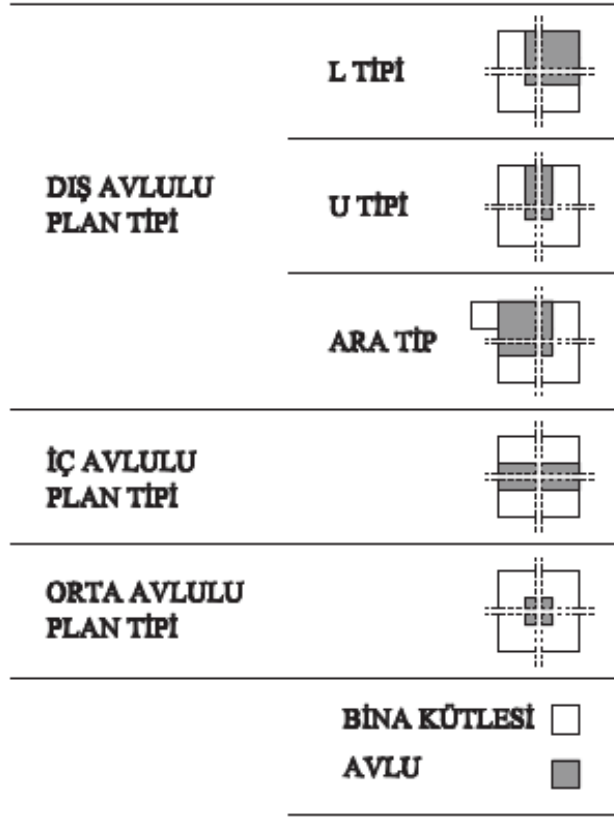 L TİPİ
DIŞ AVLULU
PLAN TİPİ
U TİPİ
ARA TİP
İÇ AVLULU
PLAN TİPİ
ORTA AVLULU
PLAN TİPİ
BİNA KÜTLESİ
AVLU